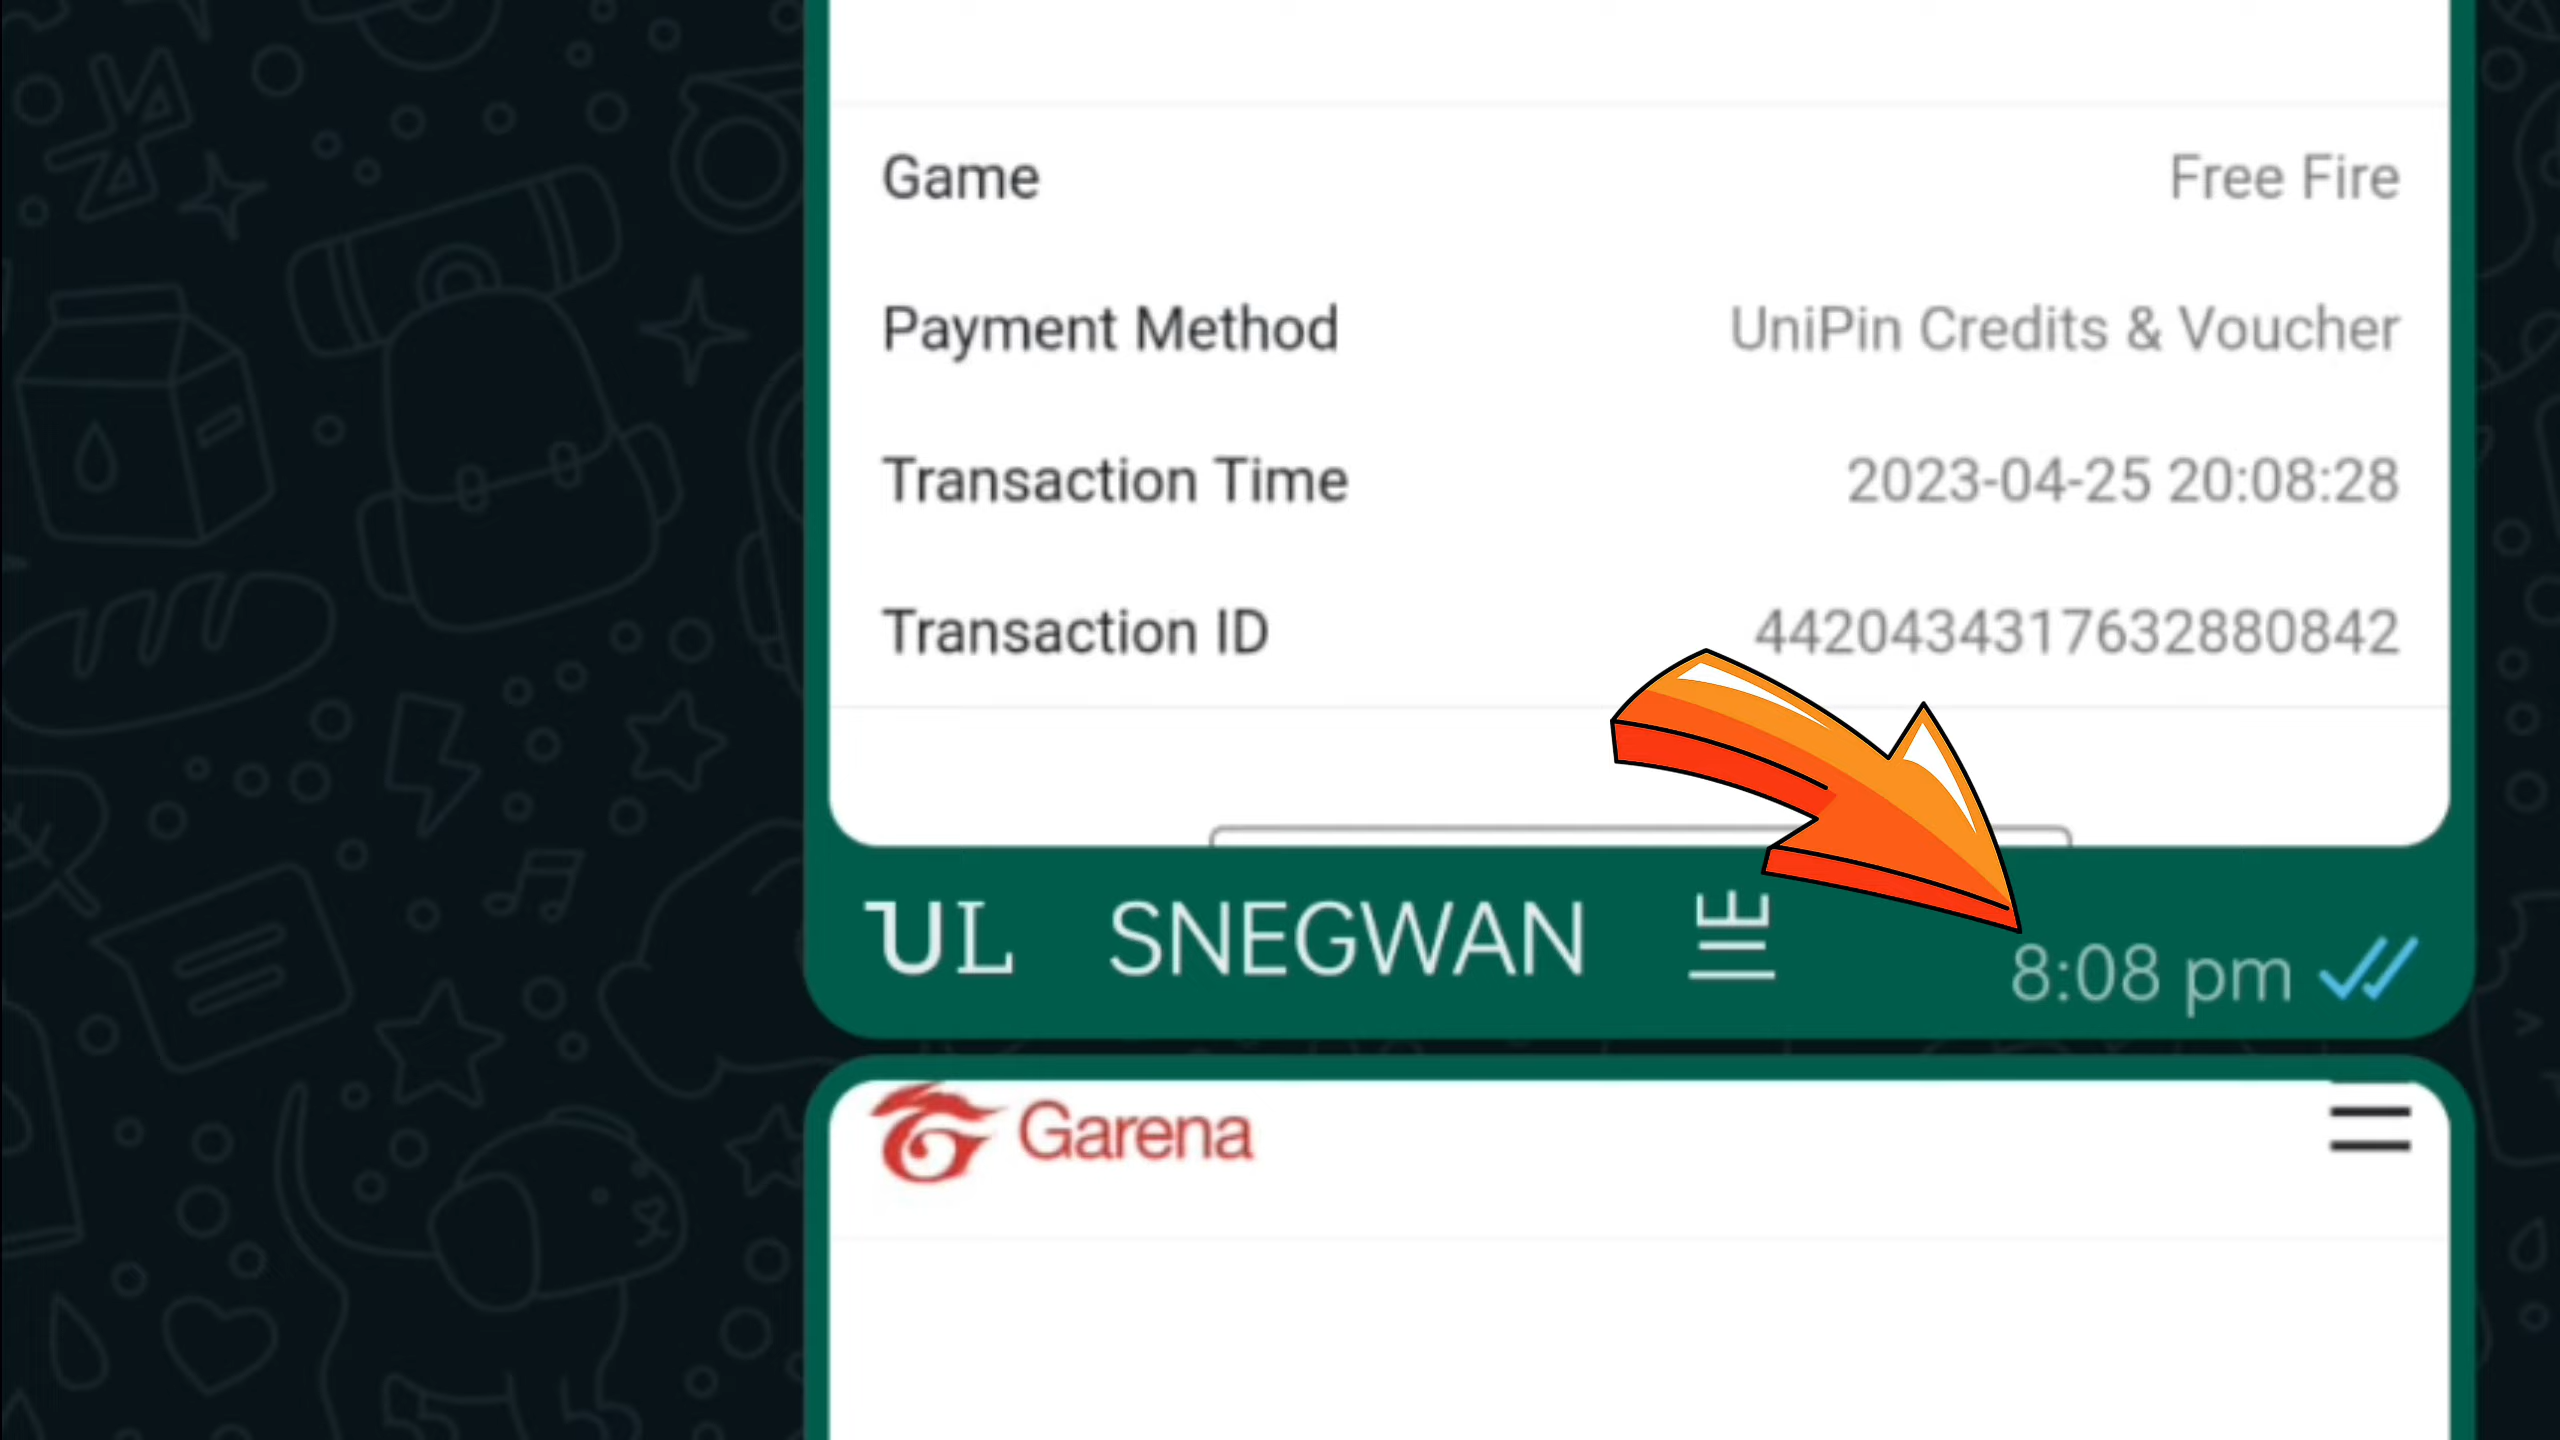 Game Free Fire
Payment Method UniPin Credits & Voucher
Transaction Time 2023-04-25 20:08:28
Transaction ID 4420434317632880842
UL SNEGWAN
8:08 pm
Garena